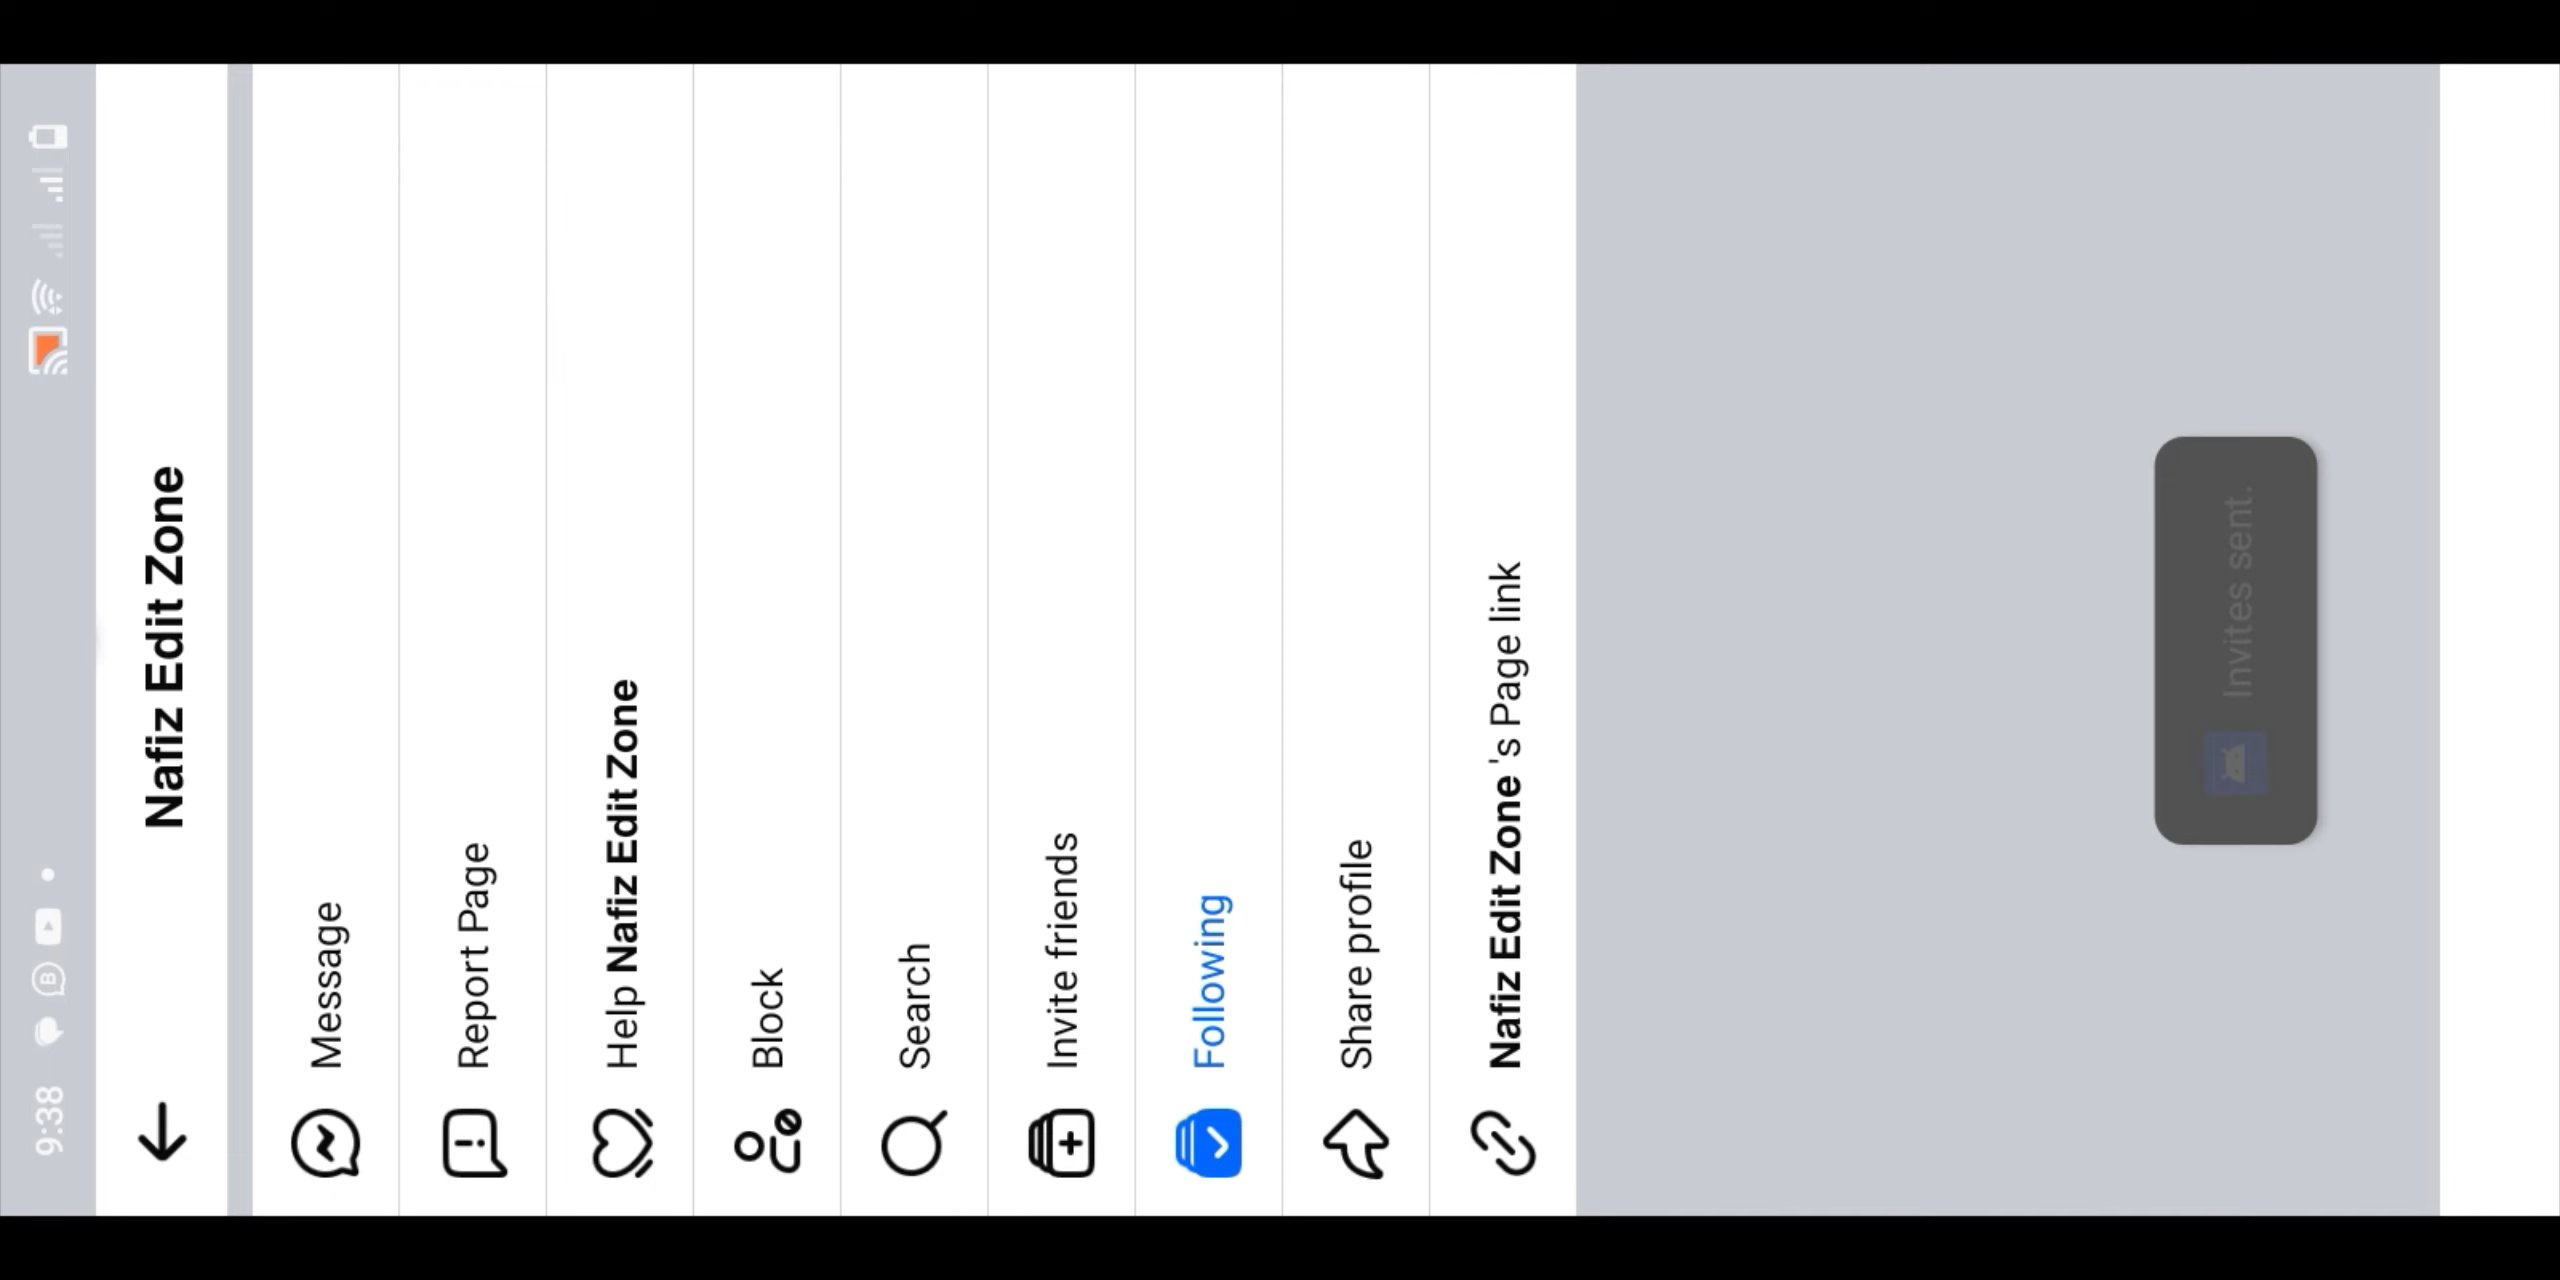 9:38
Nafiz Edit Zone
Message
Report Page
Help Nafiz Edit Zone
Block
Search
Invite friends
Following
Share profile
Nafiz Edit Zone 's Page link
Invites sent.